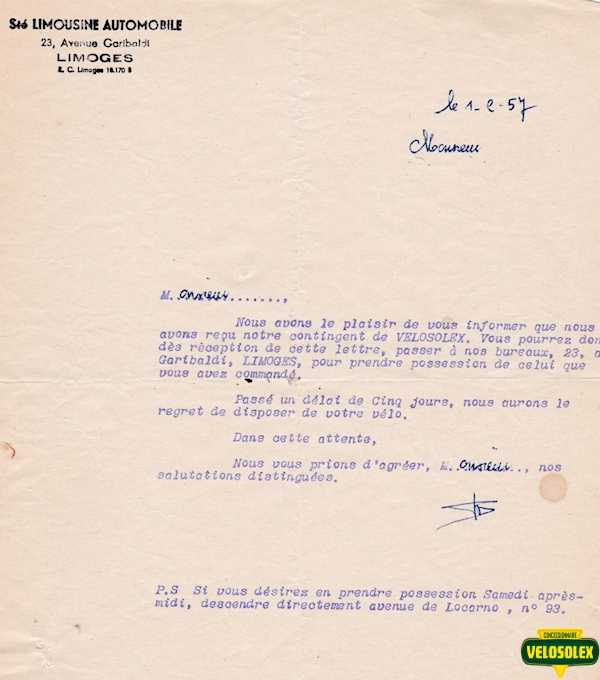 Sté LIMOUSINE AUTOMOBILE
23, Avenue Garibaldi
LIMOGES
R. C. Limoges 16.170 B
le 1-2-57
Monsieur
M. onsieur.......,
Nous avons le plaisir de vous informer que nous
avons reçu notre contingent de VELOSOLEX. Vous pourrez don
dès rèception de cette lettre, passer à nos bureaux, 23, a
Garibaldi, LIMOGES, pour prendre possession de celui que
vous avez commandé.
Passé un délai de Cinq jours, nous aurons le
regret de disposer de votre vélo.
Dans cette attente,
Nous vous prions d'agréer, M. onsieur.., nos
salutations distinguées.
P.S Si vous désirez en prendre possession Samedi après-
midi, descendre directement avenue de Locarno , n° 93.
CONCESSIONNAIRE
VELOSOLEX